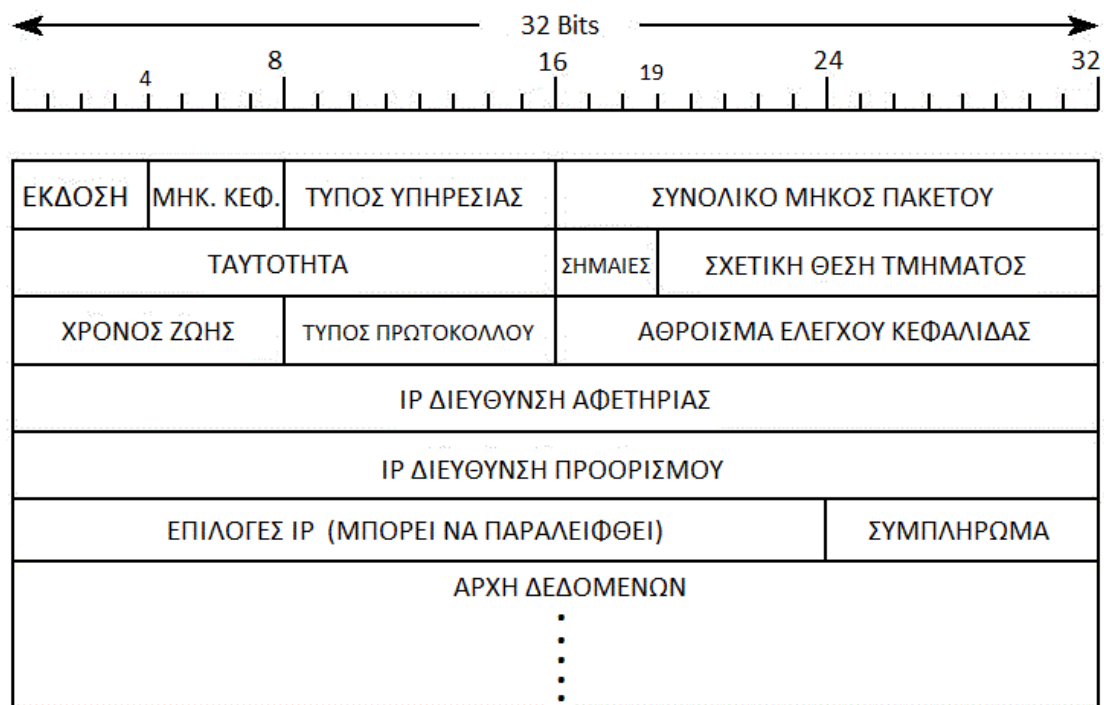 32 Bits
4 8 16 19 24 32
ΕΚΔΟΣΗ ΜΗΚ. ΚΕΦ. ΤΥΠΟΣ ΥΠΗΡΕΣΙΑΣ ΣΥΝΟΛΙΚΟ ΜΗΚΟΣ ΠΑΚΕΤΟΥ
ΤΑΥΤΟΤΗΤΑ ΣΗΜΑΙΕΣ ΣΧΕΤΙΚΗ ΘΕΣΗ ΤΜΗΜΑΤΟΣ
ΧΡΟΝΟΣ ΖΩΗΣ ΤΥΠΟΣ ΠΡΩΤΟΚΟΛΛΟΥ ΑΘΡΟΙΣΜΑ ΕΛΕΓΧΟΥ ΚΕΦΑΛΙΔΑΣ
IP ΔΙΕΥΘΥΝΣΗ ΑΦΕΤΗΡΙΑΣ
IP ΔΙΕΥΘΥΝΣΗ ΠΡΟΟΡΙΣΜΟΥ
ΕΠΙΛΟΓΕΣ IP (ΜΠΟΡΕΙ ΝΑ ΠΑΡΑΛΕΙΦΘΕΙ) ΣΥΜΠΛΗΡΩΜΑ
ΑΡΧΗ ΔΕΔΟΜΕΝΩΝ